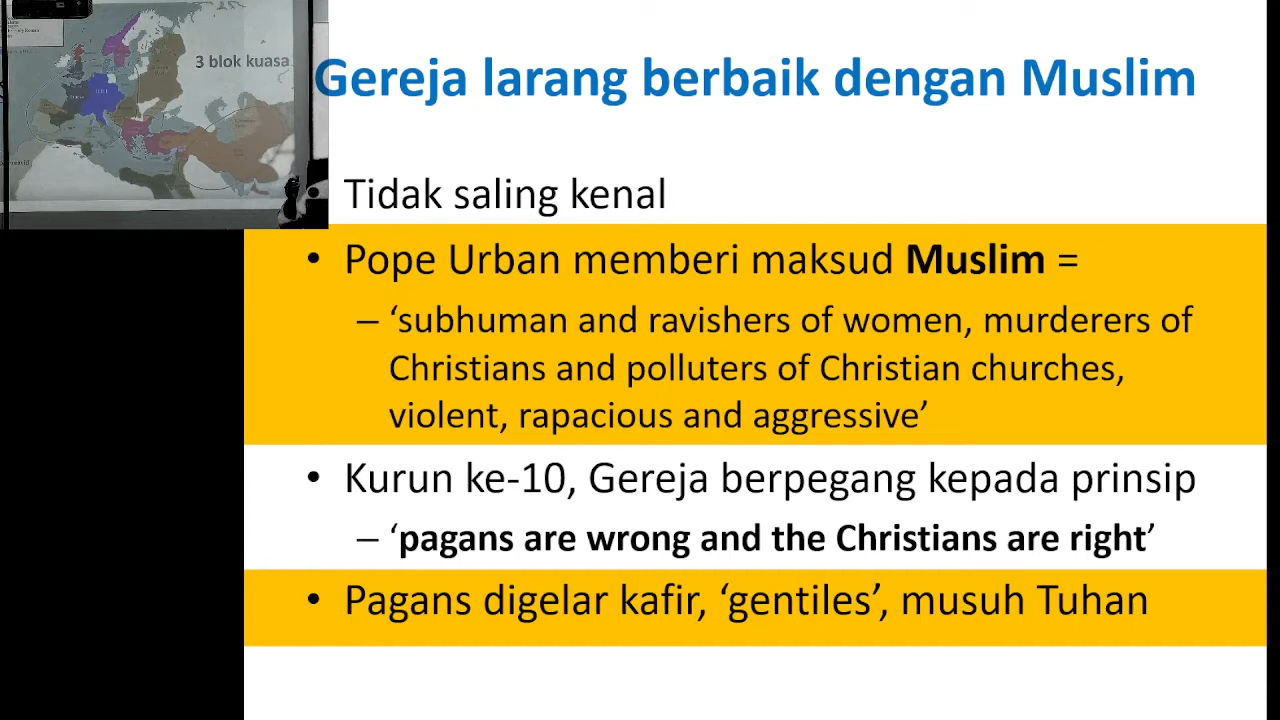 3 blok kuasa
Gereja larang berbaik dengan Muslim
Tidak saling kenal
• Pope Urban memberi maksud Muslim =
– ‘subhuman and ravishers of women, murderers of
Christians and polluters of Christian churches,
violent, rapacious and aggressive’
• Kurun ke-10, Gereja berpegang kepada prinsip
– ‘pagans are wrong and the Christians are right’
• Pagans digelar kafir, ‘gentiles’, musuh Tuhan